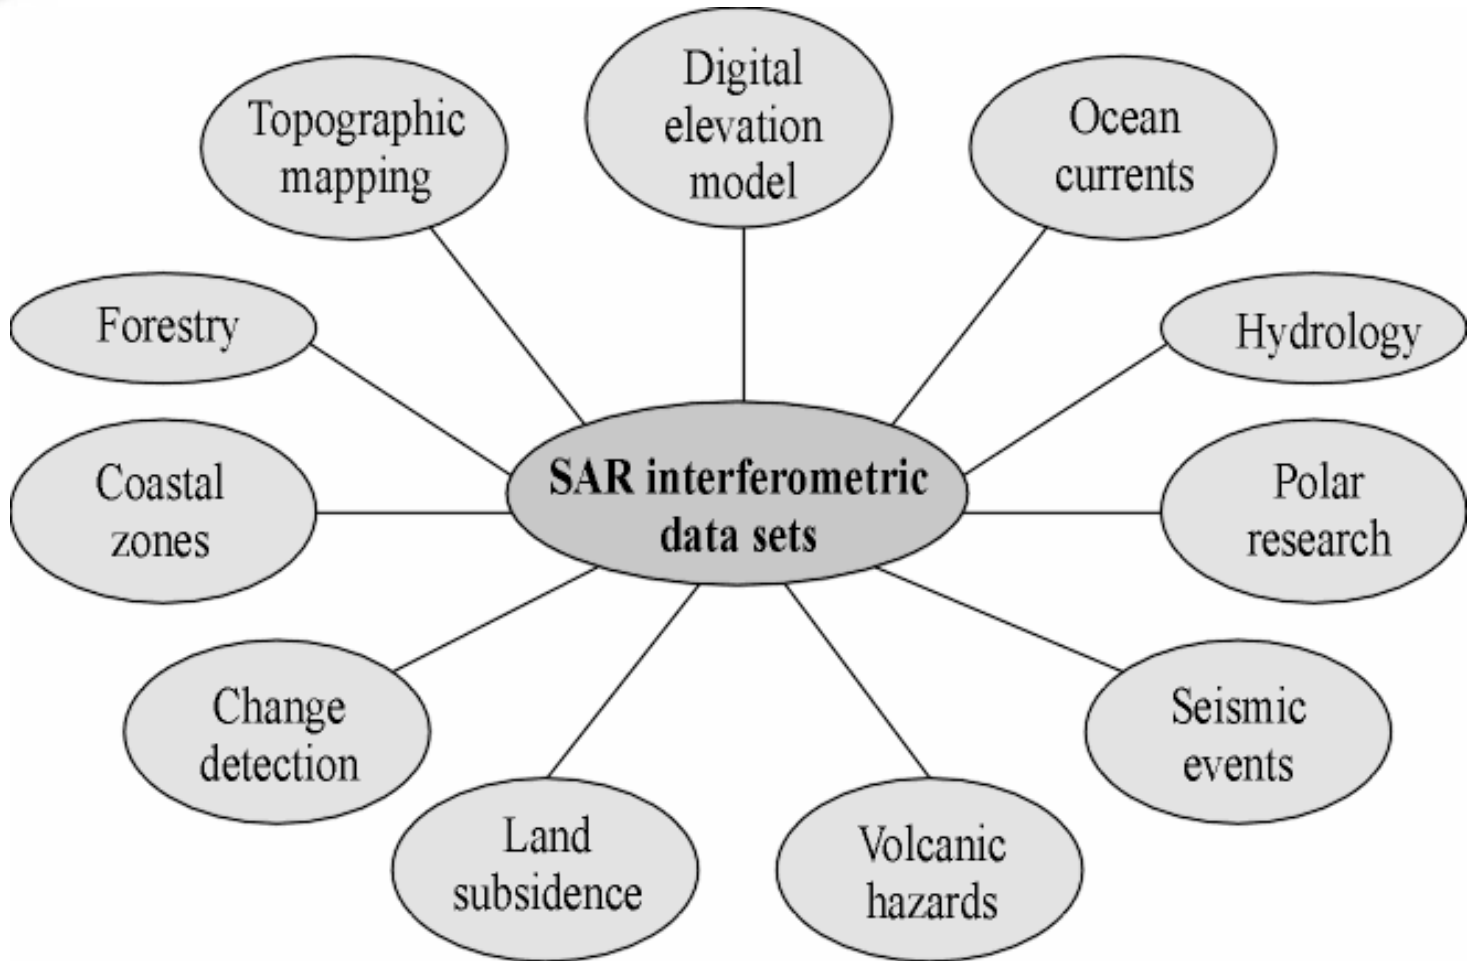 Topographic
mapping
Digital
elevation
model
Ocean
currents
Forestry
Hydrology
Coastal
zones
SAR interferometric
data sets
Polar
research
Change
detection
Seismic
events
Land
subsidence
Volcanic
hazards